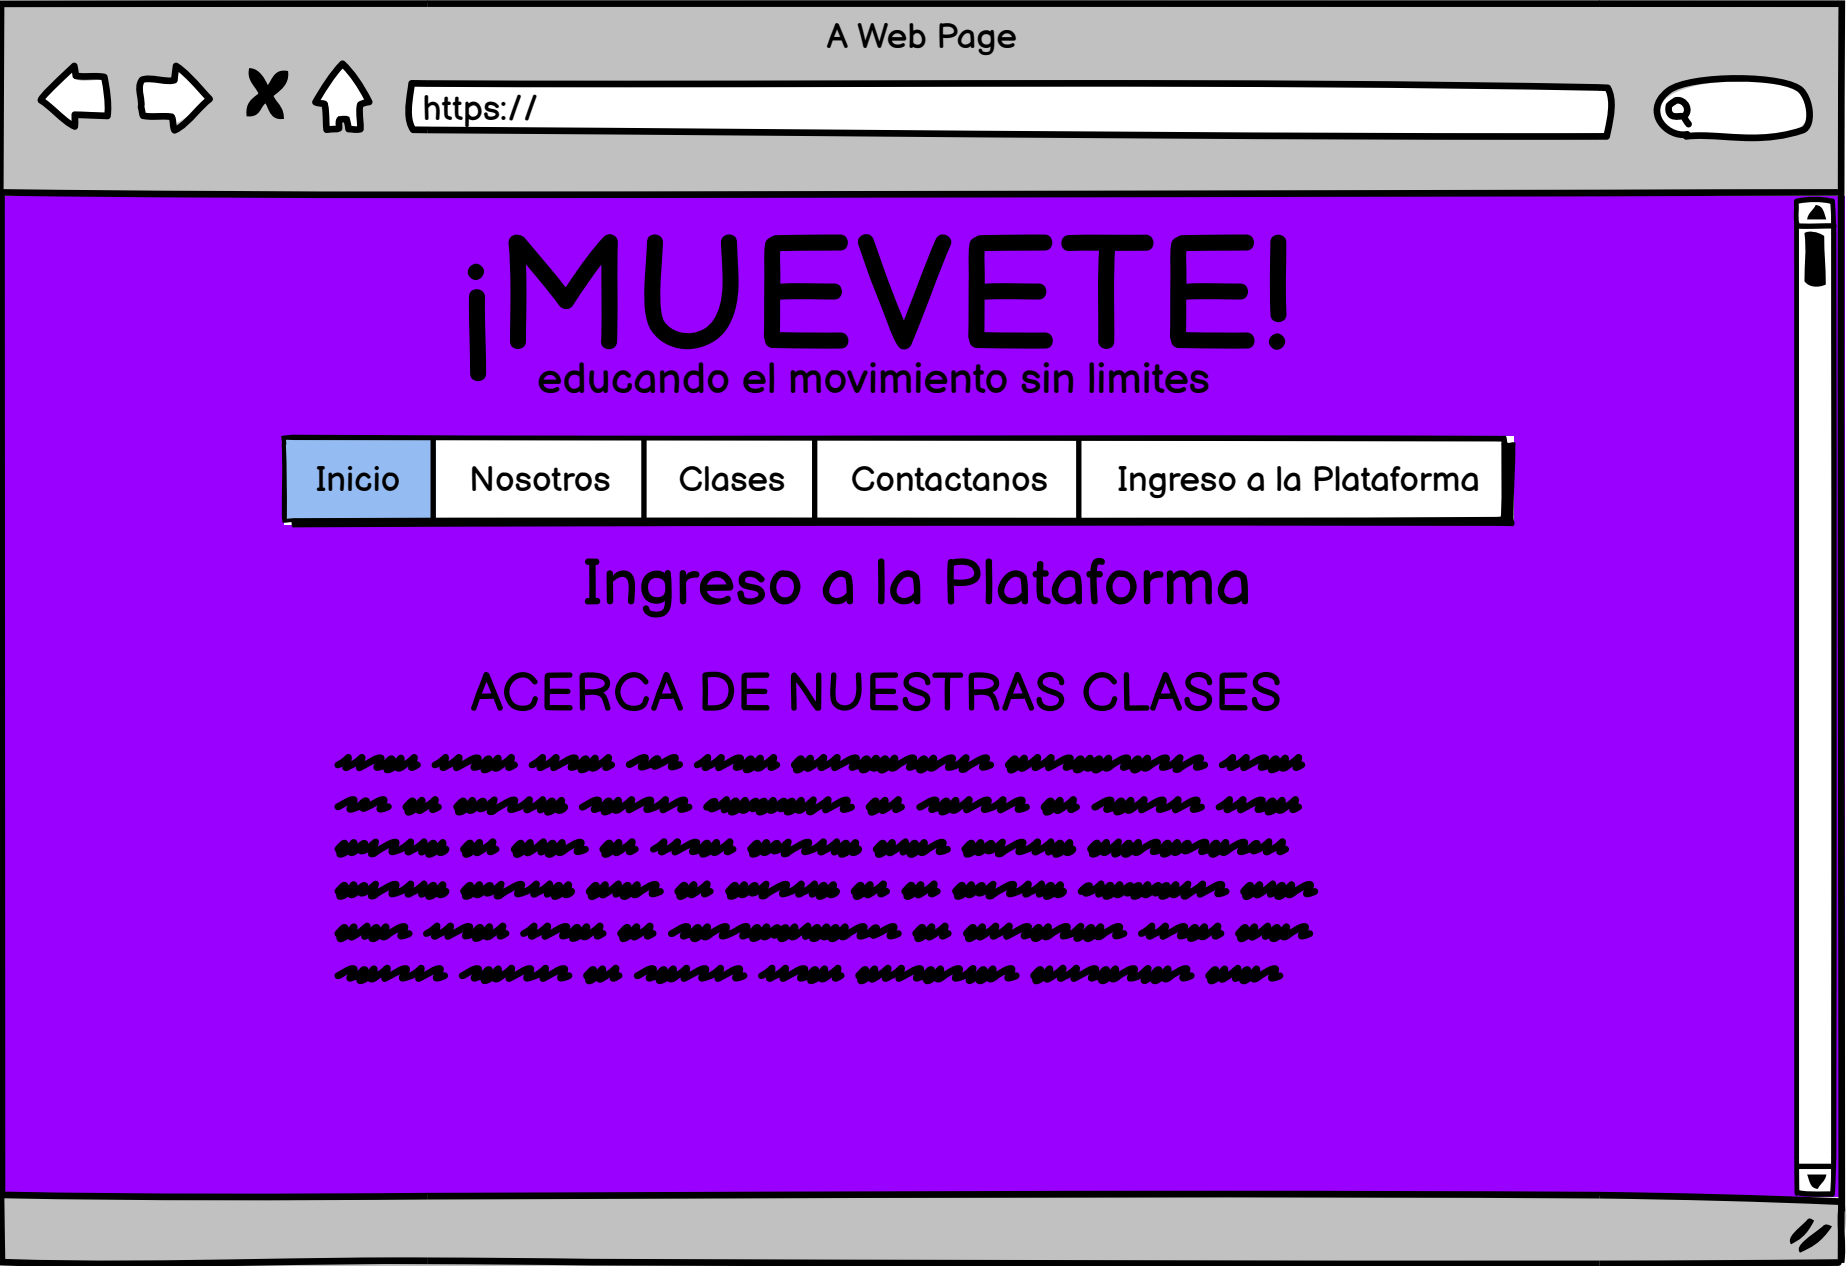 A Web Page
https://
¡MUEVETE!
educando el movimiento sin limites
Inicio Nosotros Clases Contactanos Ingreso a la Plataforma
Ingreso a la Plataforma
ACERCA DE NUESTRAS CLASES